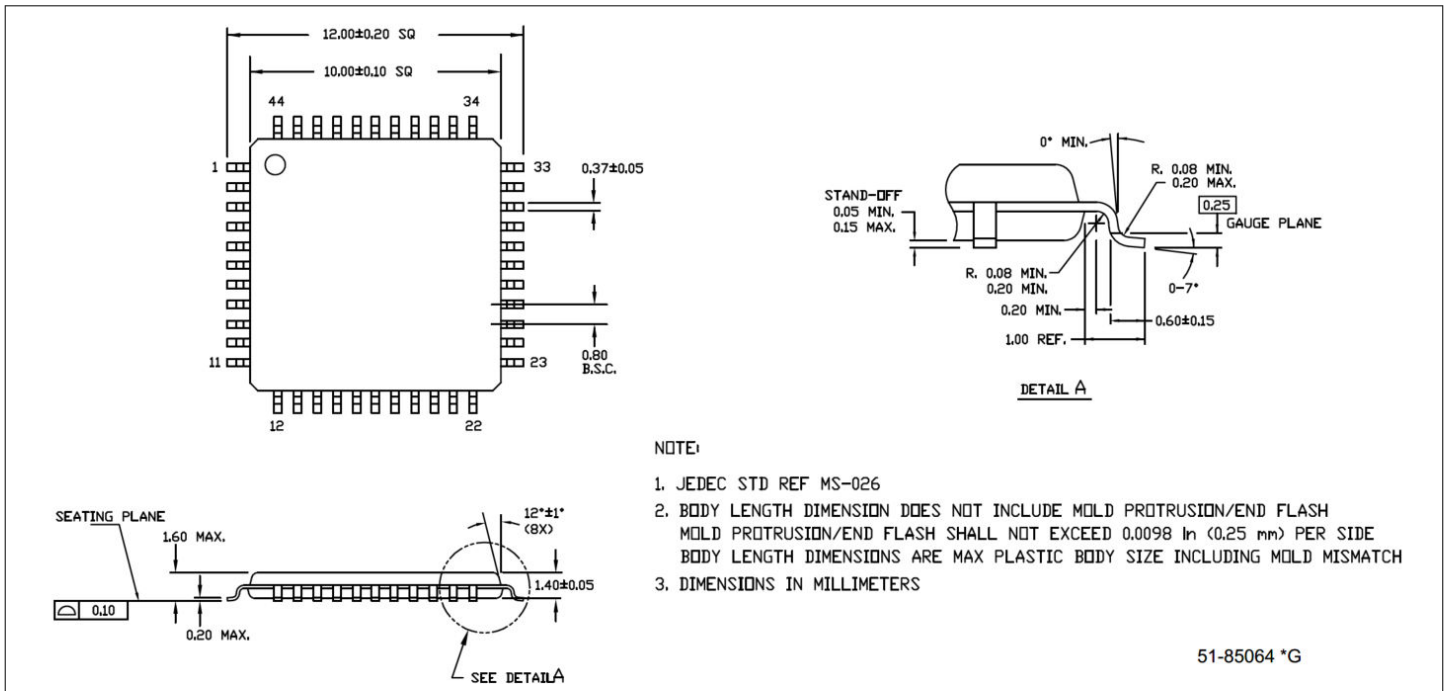 12.00±0.20 SQ
10.00±0.10 SQ
44
34
1
33
0.37±0.05
0.80
B.S.C.
11
23
12
22
0° MIN.
R. 0.08 MIN.
0.20 MAX.
STAND-OFF
0.05 MIN.
0.15 MAX.
0.25
GAUGE PLANE
R. 0.08 MIN.
0.20 MIN.
0-7°
0.20 MIN.
0.60±0.15
1.00 REF.
DETAIL A
SEATING PLANE
1.60 MAX.
12°±1°
(8X)
1.40±0.05
0.10
0.20 MAX.
SEE DETAILA
NOTE:
1. JEDEC STD REF MS-026
2. BODY LENGTH DIMENSION DOES NOT INCLUDE MOLD PROTRUSION/END FLASH
MOLD PROTRUSION/END FLASH SHALL NOT EXCEED 0.0098 In (0.25 mm) PER SIDE
BODY LENGTH DIMENSIONS ARE MAX PLASTIC BODY SIZE INCLUDING MOLD MISMATCH
3. DIMENSIONS IN MILLIMETERS
51-85064 *G